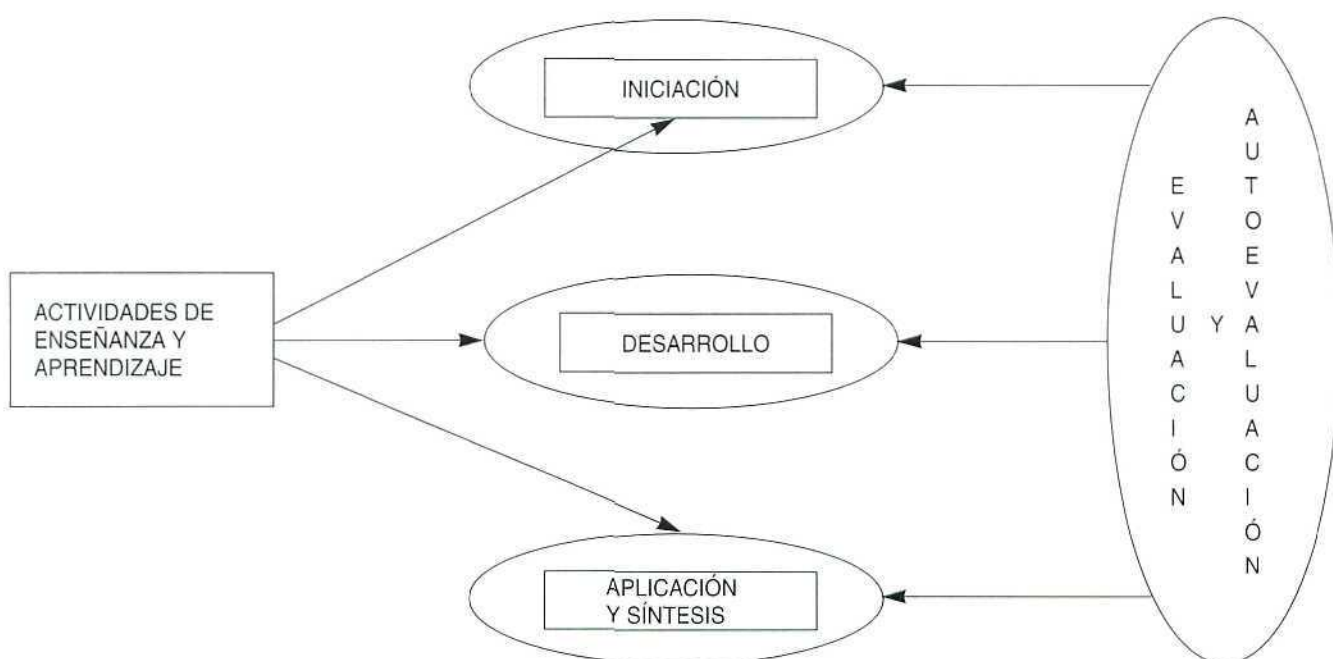 INICIACIÓN
ACTIVIDADES DE
ENSEÑANZA Y
APRENDIZAJE
DESARROLLO
APLICACIÓN
Y SÍNTESIS
EVALUACIÓN
Y
AUTOEVALUACIÓN